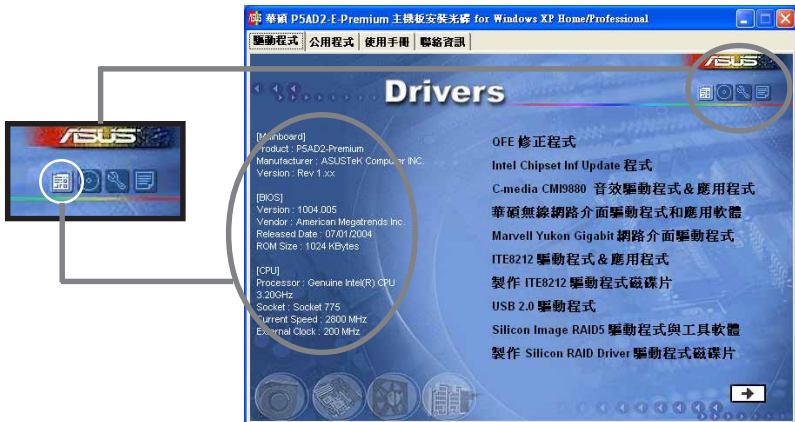 華碩 P5AD2-E-Premium 主機板安裝光碟 for Windows XP Home/Professional
驅動程式 公用程式 使用手冊 聯絡資訊
ASUS
Drivers
ASUS
[Mainboard]
Product : P5AD2-Premium
Manufacturer : ASUSTeK Computer INC.
Version : Rev 1.xx
[BIOS]
Version : 1004.005
Vendor : American Megatrends Inc.
Released Date : 07/01/2004
ROM Size : 1024 KBytes
[CPU]
Processor : Genuine Intel(R) CPU
3.20GHz
Socket : Socket 775
Current Speed : 2800 MHz
External Clock : 200 MHz
QFE 修正程式
Intel Chipset Inf Update 程式
C-media CMI9880 音效驅動程式&應用程式
華碩無線網路介面驅動程式和應用軟體
Marvell Yukon Gigabit 網路介面驅動程式
ITE8212 驅動程式&應用程式
製作 ITE8212 驅動程式磁碟片
USB 2.0 驅動程式
Silicon Image RAID5 驅動程式與工具軟體
製作 Silicon RAID Driver 驅動程式磁碟片